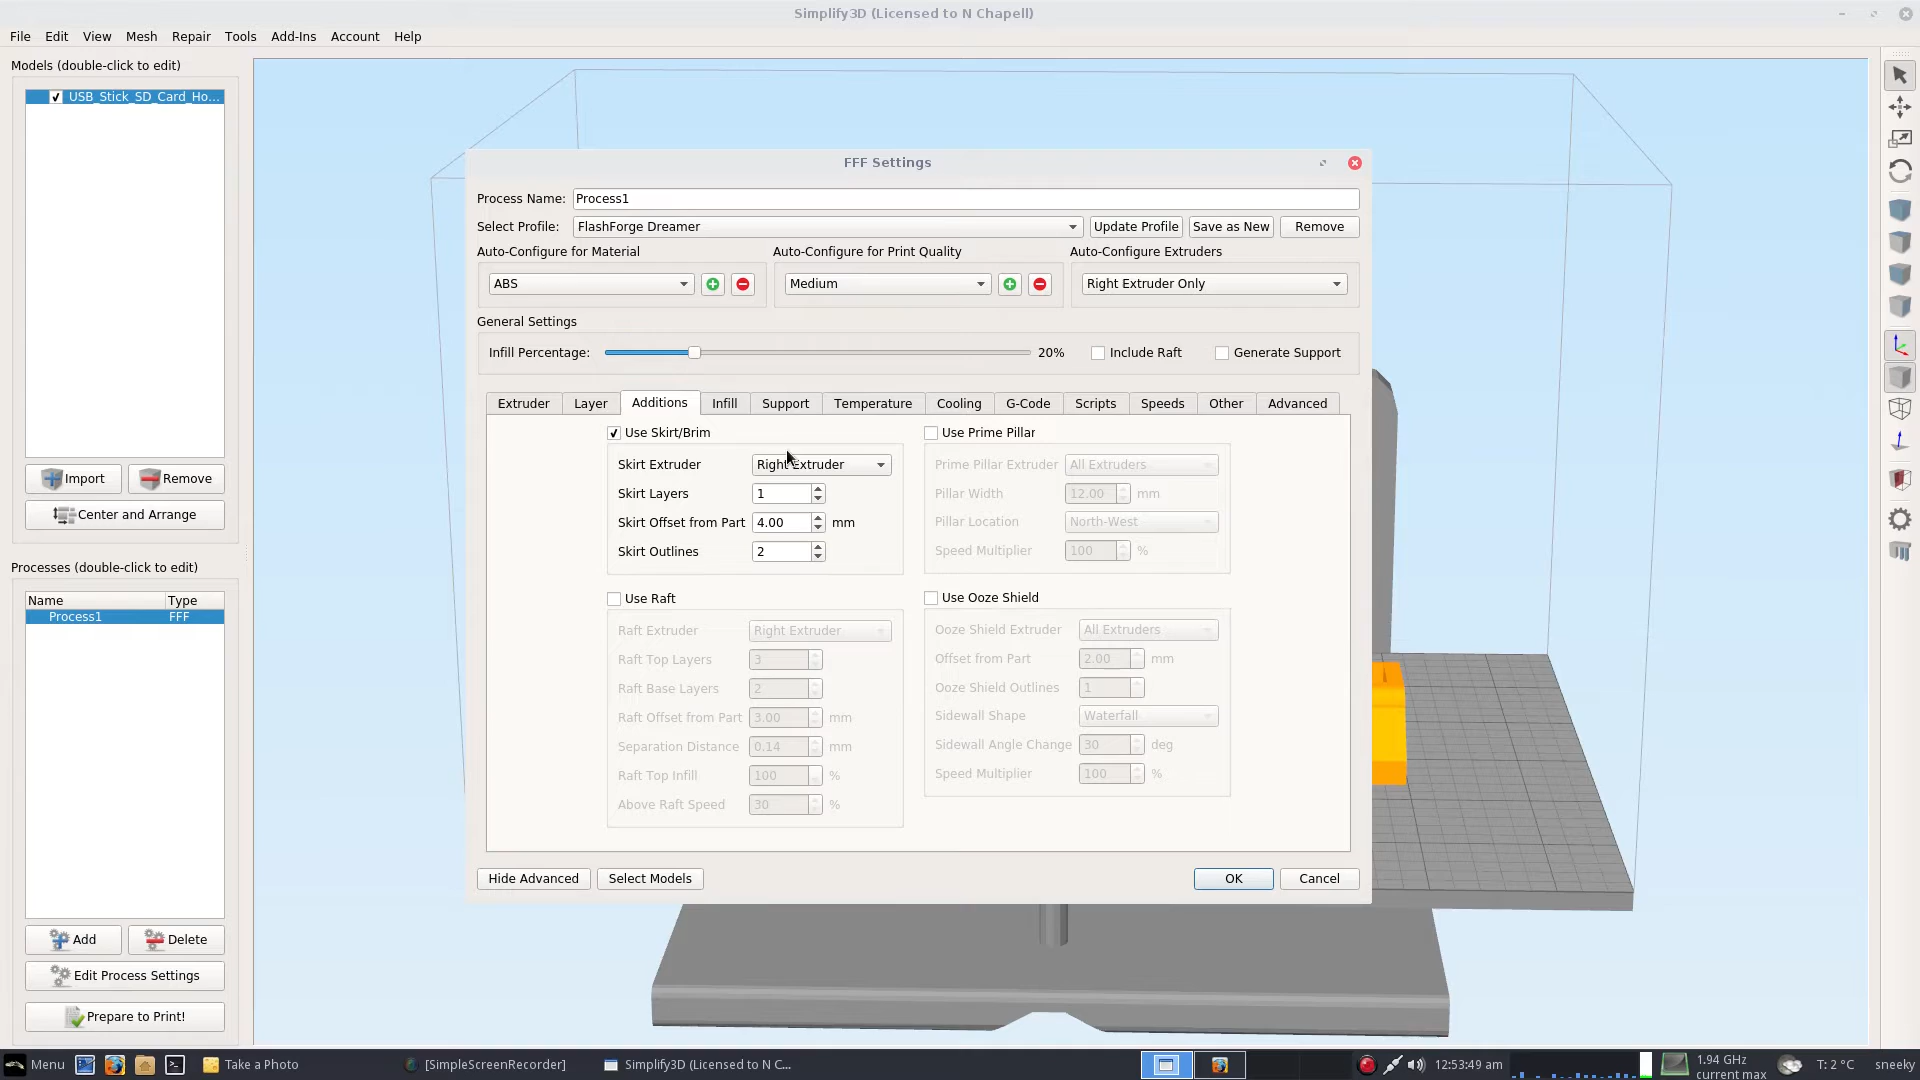 Simplify3D (Licensed to N Chapell)
File Edit View Mesh Repair Tools Add-Ins Account Help
Models (double-click to edit)
USB_Stick_SD_Card_Ho...
Import Remove
Center and Arrange
Processes (double-click to edit)
Name Type
Process1 FFF
Add Delete
Edit Process Settings
Prepare to Print!
FFF Settings
Process Name: Process1
Select Profile: FlashForge Dreamer Update Profile Save as New Remove
Auto-Configure for Material Auto-Configure for Print Quality Auto-Configure Extruders
ABS Medium Right Extruder Only
General Settings
Infill Percentage: 20% Include Raft Generate Support
Extruder Layer Additions Infill Support Temperature Cooling G-Code Scripts Speeds Other Advanced
Use Skirt/Brim
Skirt Extruder Right Extruder
Skirt Layers 1
Skirt Offset from Part 4.00 mm
Skirt Outlines 2
Use Prime Pillar
Prime Pillar Extruder All Extruders
Pillar Width 12.00 mm
Pillar Location North-West
Speed Multiplier 100 %
Use Raft
Raft Extruder Right Extruder
Raft Top Layers 3
Raft Base Layers 2
Raft Offset from Part 3.00 mm
Separation Distance 0.14 mm
Raft Top Infill 100 %
Above Raft Speed 30 %
Use Ooze Shield
Ooze Shield Extruder All Extruders
Offset from Part 2.00 mm
Ooze Shield Outlines 1
Sidewall Shape Waterfall
Sidewall Angle Change 30 deg
Speed Multiplier 100 %
Hide Advanced Select Models OK Cancel
Menu Take a Photo [SimpleScreenRecorder] Simplify3D (Licensed to N C... 12:53:49 am 1.94 GHz T: 2 °C sneeky
current max